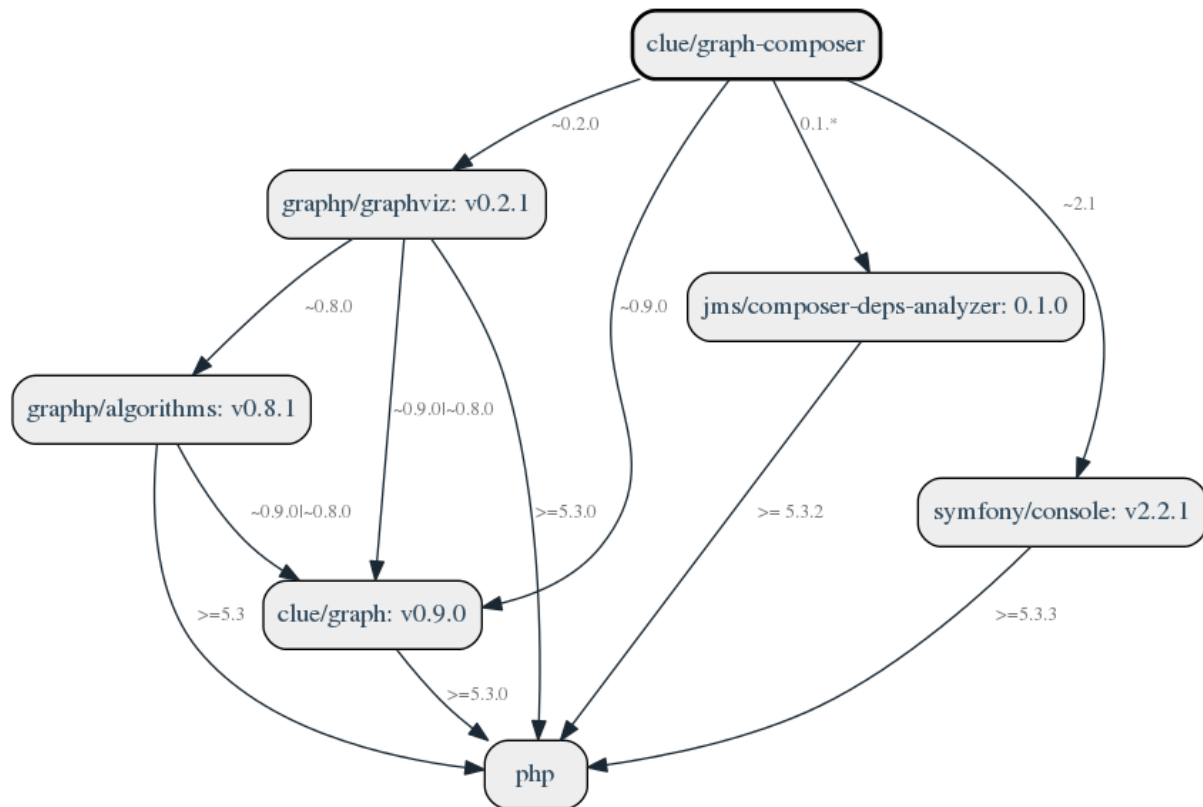 clue/graph-composer
~0.2.0
0.1.*
graphp/graphviz: v0.2.1
~2.1
~0.8.0
~0.9.0
jms/composer-deps-analyzer: 0.1.0
graphp/algorithms: v0.8.1
~0.9.0|~0.8.0
~0.9.0|~0.8.0
>=5.3.0
>= 5.3.2
symfony/console: v2.2.1
>=5.3
clue/graph: v0.9.0
>=5.3.3
>=5.3.0
php